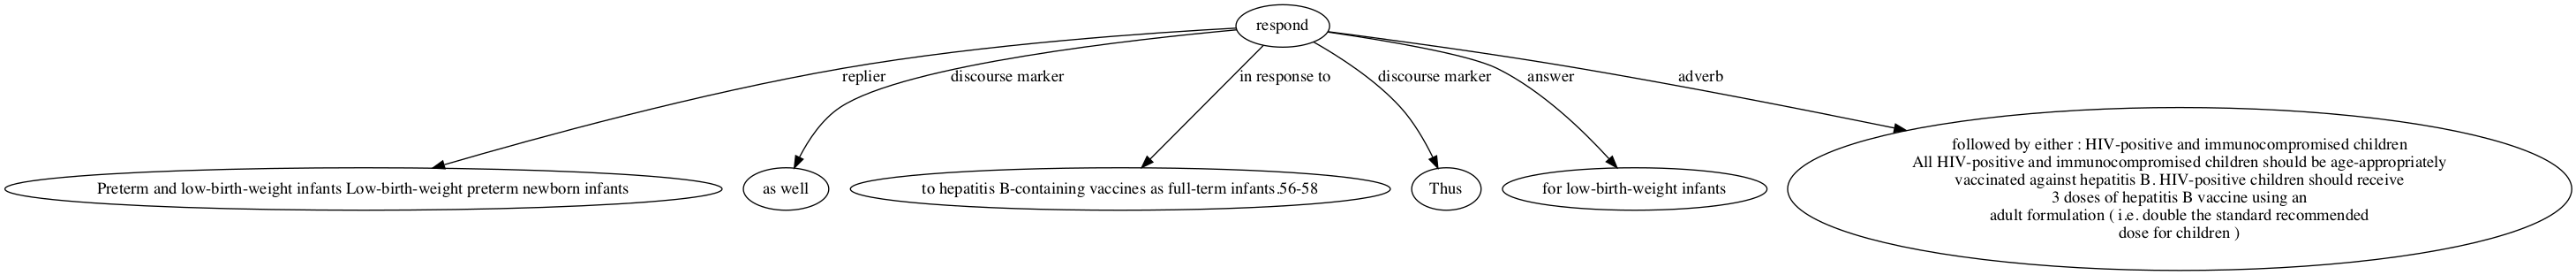 respond
replier
discourse marker
in response to
discourse marker
answer
adverb
Preterm and low-birth-weight infants Low-birth-weight preterm newborn infants
as well
to hepatitis B-containing vaccines as full-term infants.56-58
Thus
for low-birth-weight infants
followed by either : HIV-positive and immunocompromised children
All HIV-positive and immunocompromised children should be age-appropriately
vaccinated against hepatitis B. HIV-positive children should receive
3 doses of hepatitis B vaccine using an
adult formulation ( i.e. double the standard recommended
dose for children )